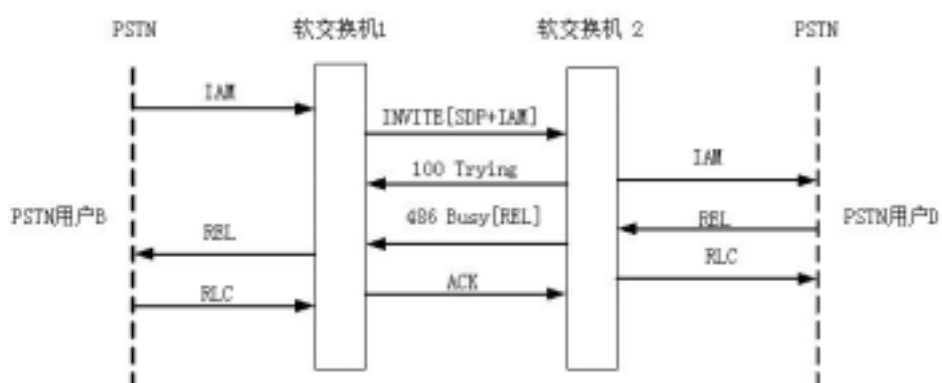 PSTN 软交换机1 软交换机 2 PSTN
IAM
INVITE[SDP+IAM]
100 Trying
IAM
PSTN用户B
486 Busy[REL]
REL
PSTN用户D
REL
RLC
RLC
ACK